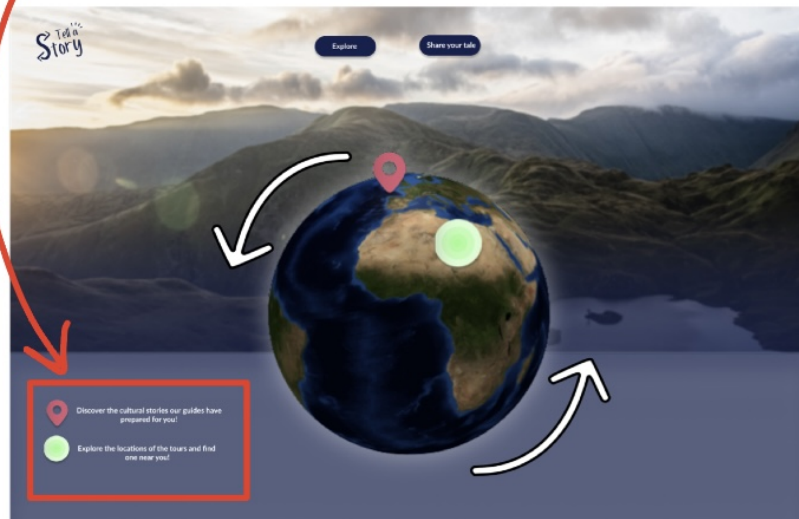 Tell a
Story
Explore
Share your tale
Discover the cultural stories our guides have
prepared for you!
Explore the locations of the tours and find
one near you!